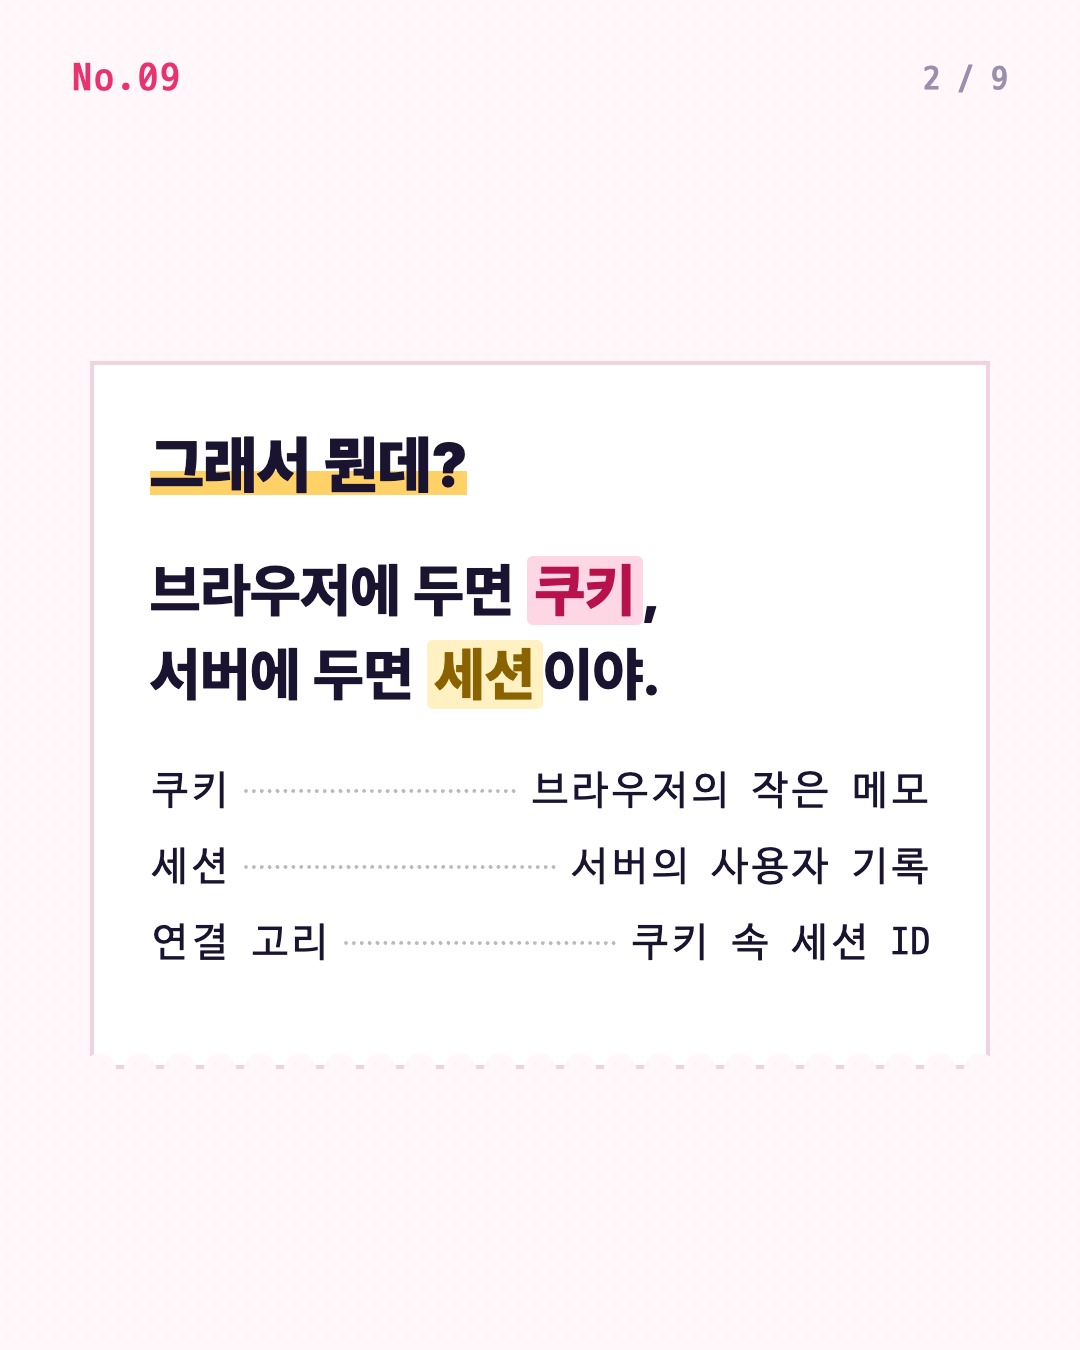 No.09
2 / 9
그래서 뭔데?
브라우저에 두면 쿠키,
서버에 두면 세션이야.
쿠키 브라우저의 작은 메모
세션 서버의 사용자 기록
연결 고리 쿠키 속 세션 ID